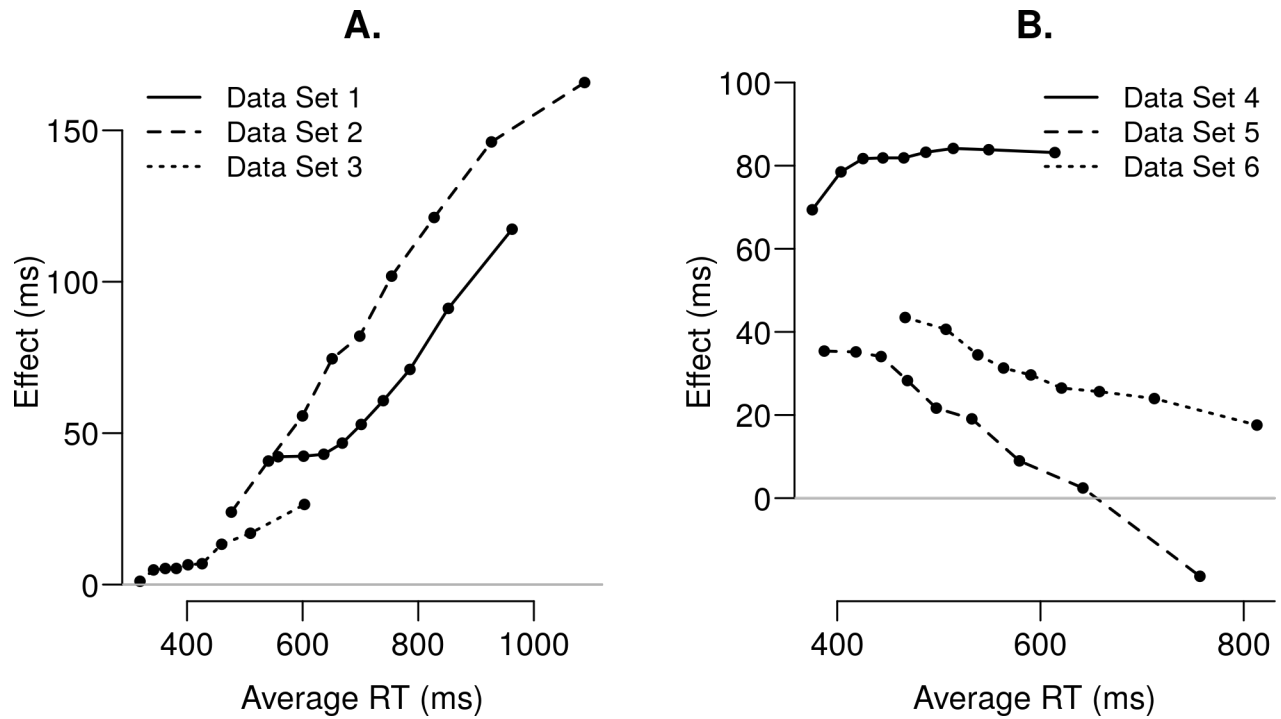 A.
Data Set 1
Data Set 2
Data Set 3
150
100
50
0
Effect (ms)
400 600 800 1000
Average RT (ms)
B.
Data Set 4
Data Set 5
Data Set 6
100
80
60
40
20
0
Effect (ms)
400 600 800
Average RT (ms)